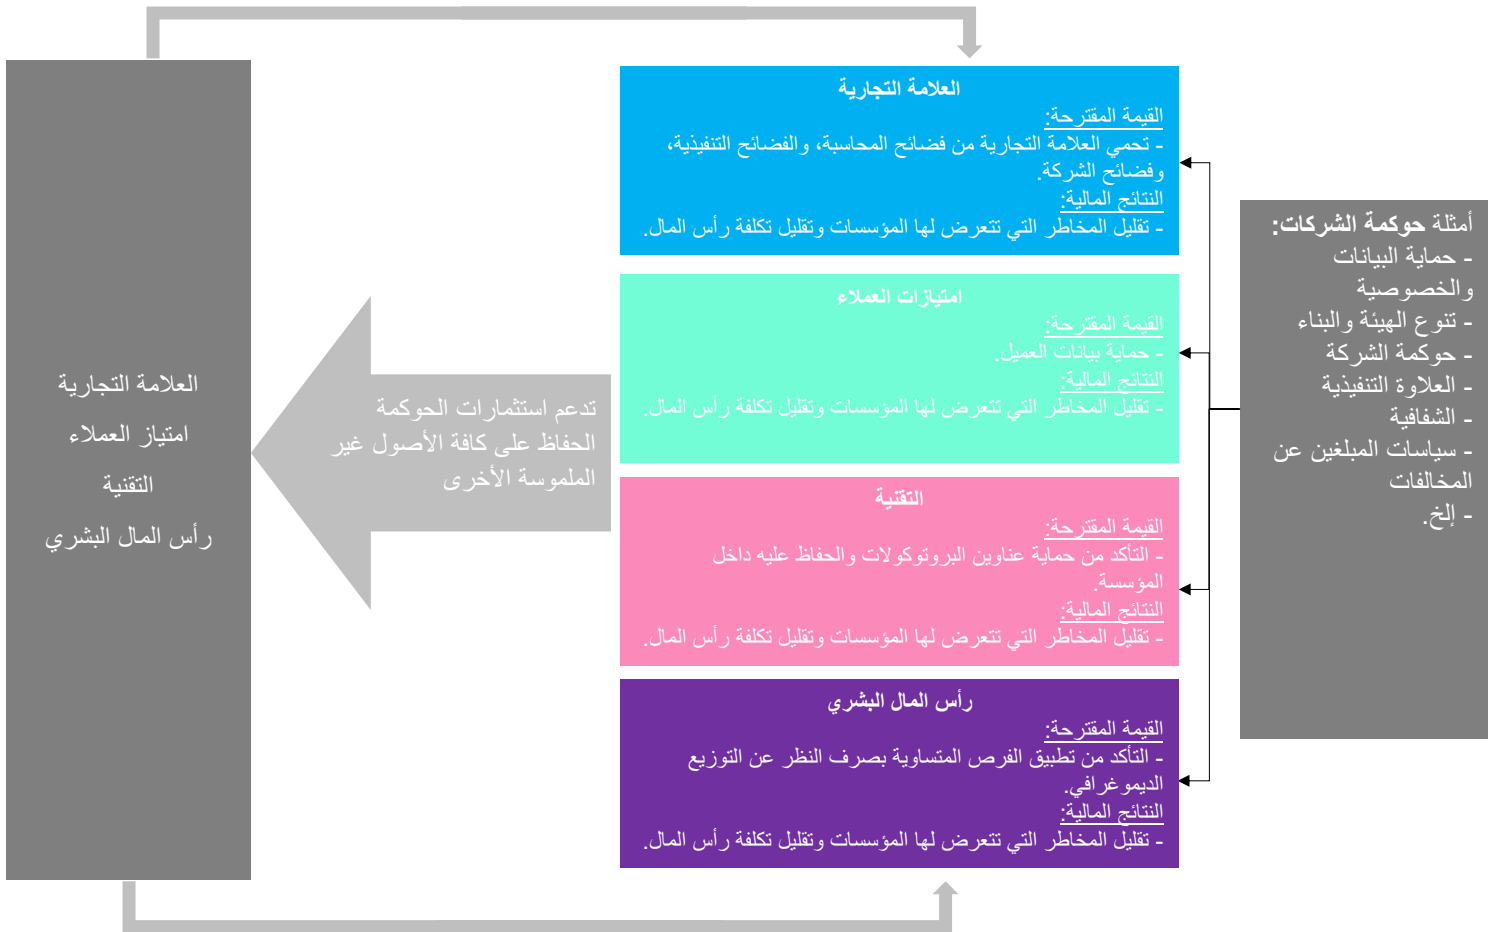 أمثلة حوكمة الشركات:
- حماية البيانات
والخصوصية
- تنوع الهيئة والبناء
- حوكمة الشركة
- العلاوة التنفيذية
- الشفافية
- سياسات المبلغين عن
المخالفات
- إلخ.
العلامة التجارية
القيمة المقترحة:
- تحمي العلامة التجارية من فضائح المحاسبة، والفضائح التنفيذية،
وفضائح الشركة.
النتائج المالية:
- تقليل المخاطر التي تتعرض لها المؤسسات وتقليل تكلفة رأس المال.
امتيازات العملاء
القيمة المقترحة:
- حماية بيانات العميل.
النتائج المالية:
- تقليل المخاطر التي تتعرض لها المؤسسات وتقليل تكلفة رأس المال.
التقنية
القيمة المقترحة:
- التأكد من حماية عناوين البروتوكولات والحفاظ عليه داخل
المؤسسة.
النتائج المالية:
- تقليل المخاطر التي تتعرض لها المؤسسات وتقليل تكلفة رأس المال.
رأس المال البشري
القيمة المقترحة:
- التأكد من تطبيق الفرص المتساوية بصرف النظر عن التوزيع
الديموغرافي.
النتائج المالية:
- تقليل المخاطر التي تتعرض لها المؤسسات وتقليل تكلفة رأس المال.
تدعم استثمارات الحوكمة
الحفاظ على كافة الأصول غير
الملموسة الأخرى
العلامة التجارية
امتياز العملاء
التقنية
رأس المال البشري